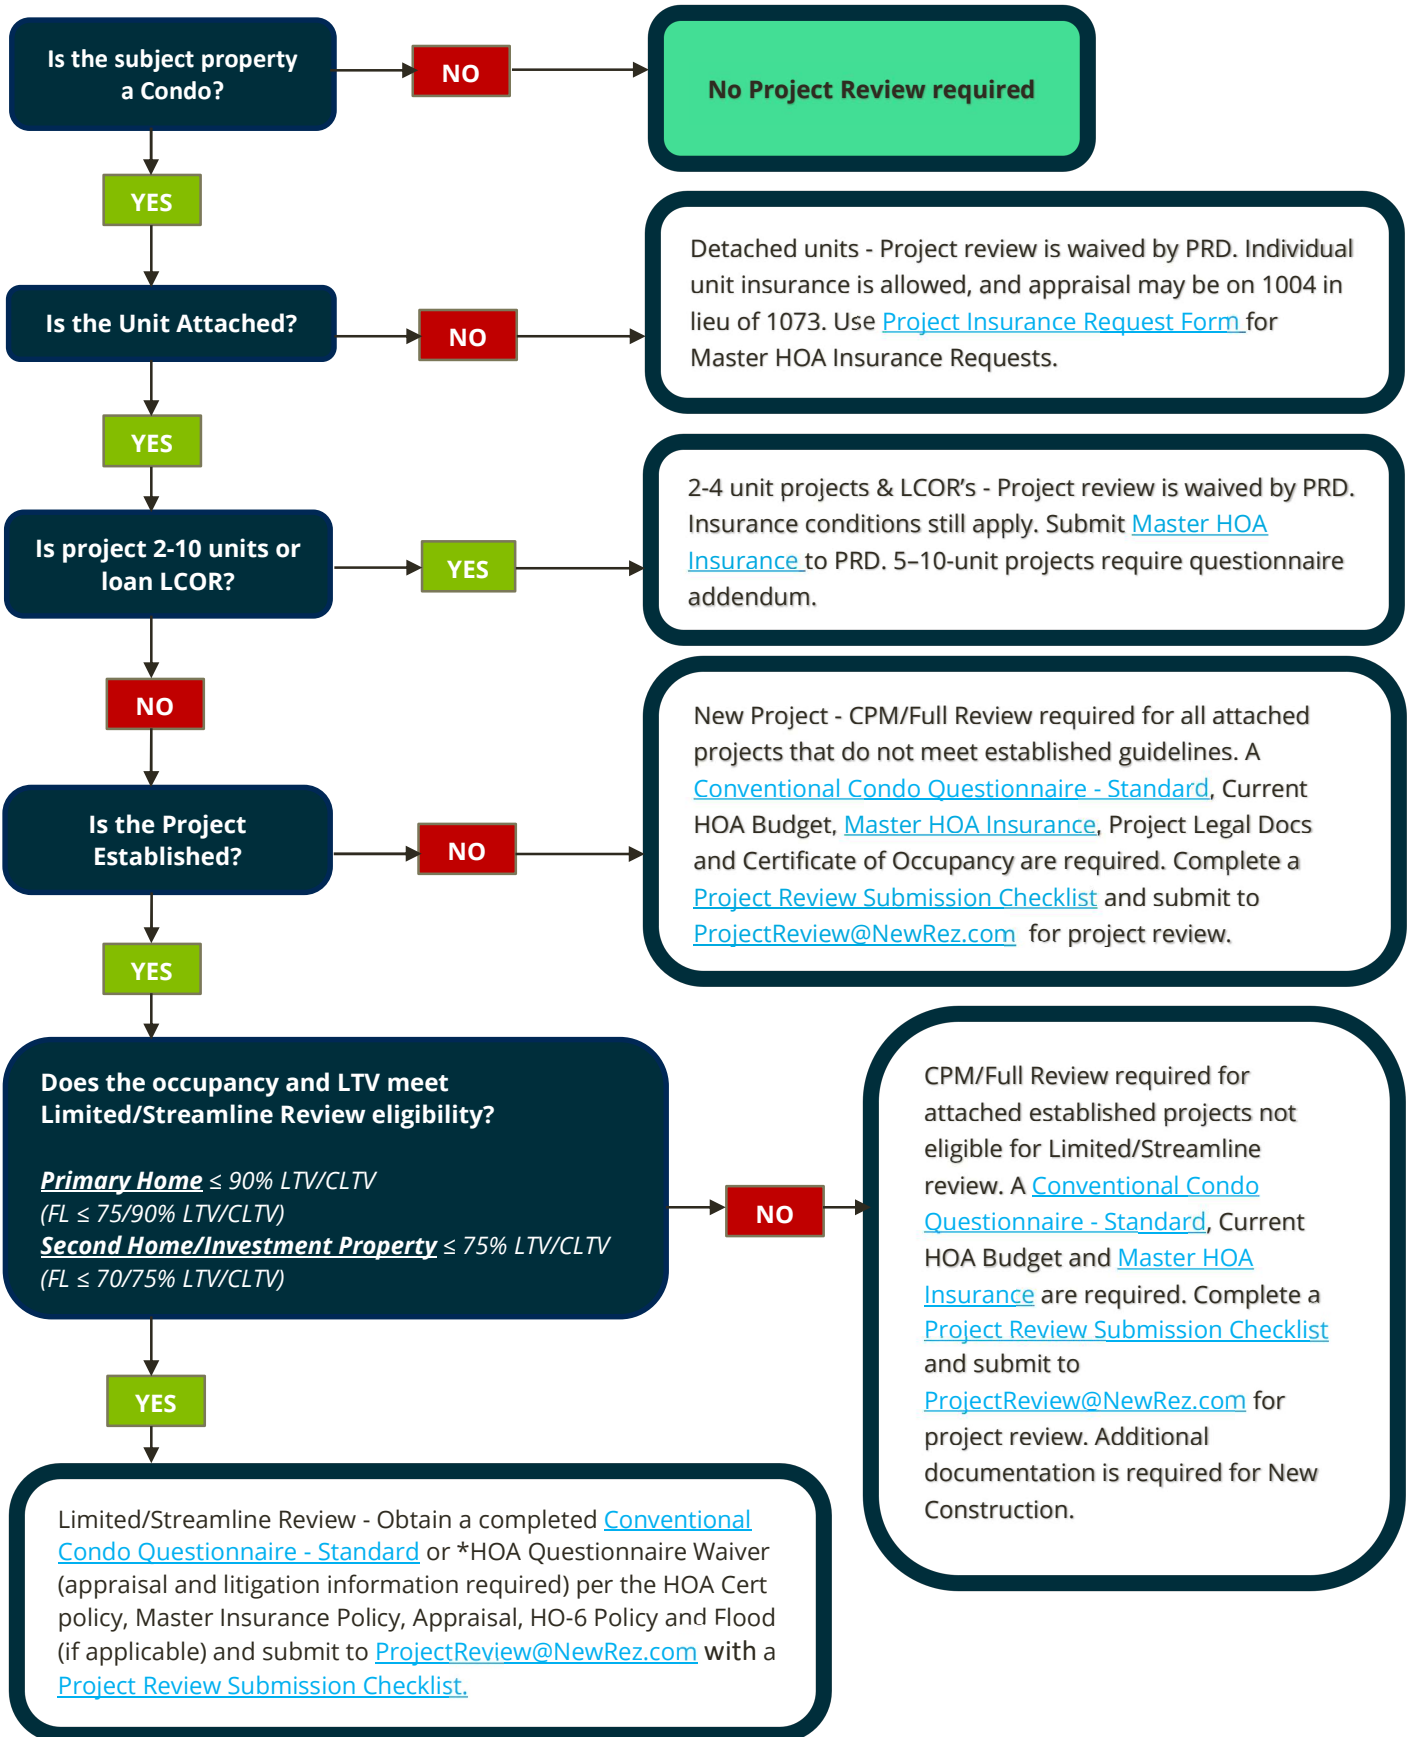 Is the subject property
a Condo?
NO
No Project Review required
YES
Detached units - Project review is waived by PRD. Individual
unit insurance is allowed, and appraisal may be on 1004 in
lieu of 1073. Use Project Insurance Request Form for
Master HOA Insurance Requests.
Is the Unit Attached?
NO
YES
2-4 unit projects & LCOR’s - Project review is waived by PRD.
Insurance conditions still apply. Submit Master HOA
Insurance to PRD. 5–10-unit projects require questionnaire
addendum.
Is project 2-10 units or
loan LCOR?
YES
NO
New Project - CPM/Full Review required for all attached
projects that do not meet established guidelines. A
Conventional Condo Questionnaire - Standard, Current
HOA Budget, Master HOA Insurance, Project Legal Docs
and Certificate of Occupancy are required. Complete a
Project Review Submission Checklist and submit to
ProjectReview@NewRez.com for project review.
Is the Project
Established?
NO
YES
Does the occupancy and LTV meet
Limited/Streamline Review eligibility?
Primary Home ≤ 90% LTV/CLTV
(FL ≤ 75/90% LTV/CLTV)
Second Home/Investment Property ≤ 75% LTV/CLTV
(FL ≤ 70/75% LTV/CLTV)
NO
CPM/Full Review required for
attached established projects not
eligible for Limited/Streamline
review. A Conventional Condo
Questionnaire - Standard, Current
HOA Budget and Master HOA
Insurance are required. Complete a
Project Review Submission Checklist
and submit to
ProjectReview@NewRez.com for
project review. Additional
documentation is required for New
Construction.
YES
Limited/Streamline Review - Obtain a completed Conventional
Condo Questionnaire - Standard or *HOA Questionnaire Waiver
(appraisal and litigation information required) per the HOA Cert
policy, Master Insurance Policy, Appraisal, HO-6 Policy and Flood
(if applicable) and submit to ProjectReview@NewRez.com with a
Project Review Submission Checklist.